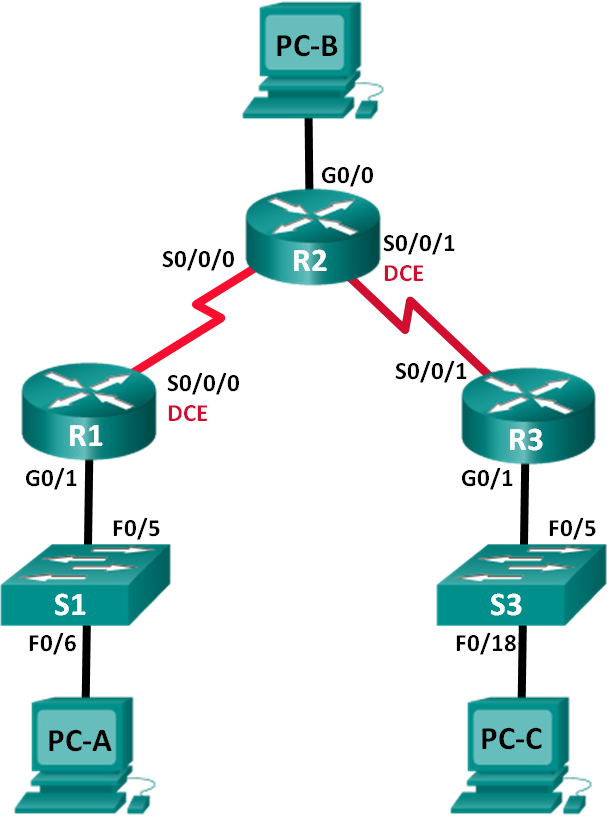 PC-B
G0/0
R2
S0/0/0
S0/0/1
DCE
S0/0/0
DCE
S0/0/1
R1
R3
G0/1
G0/1
F0/5
F0/5
S1
S3
F0/6
F0/18
PC-A
PC-C